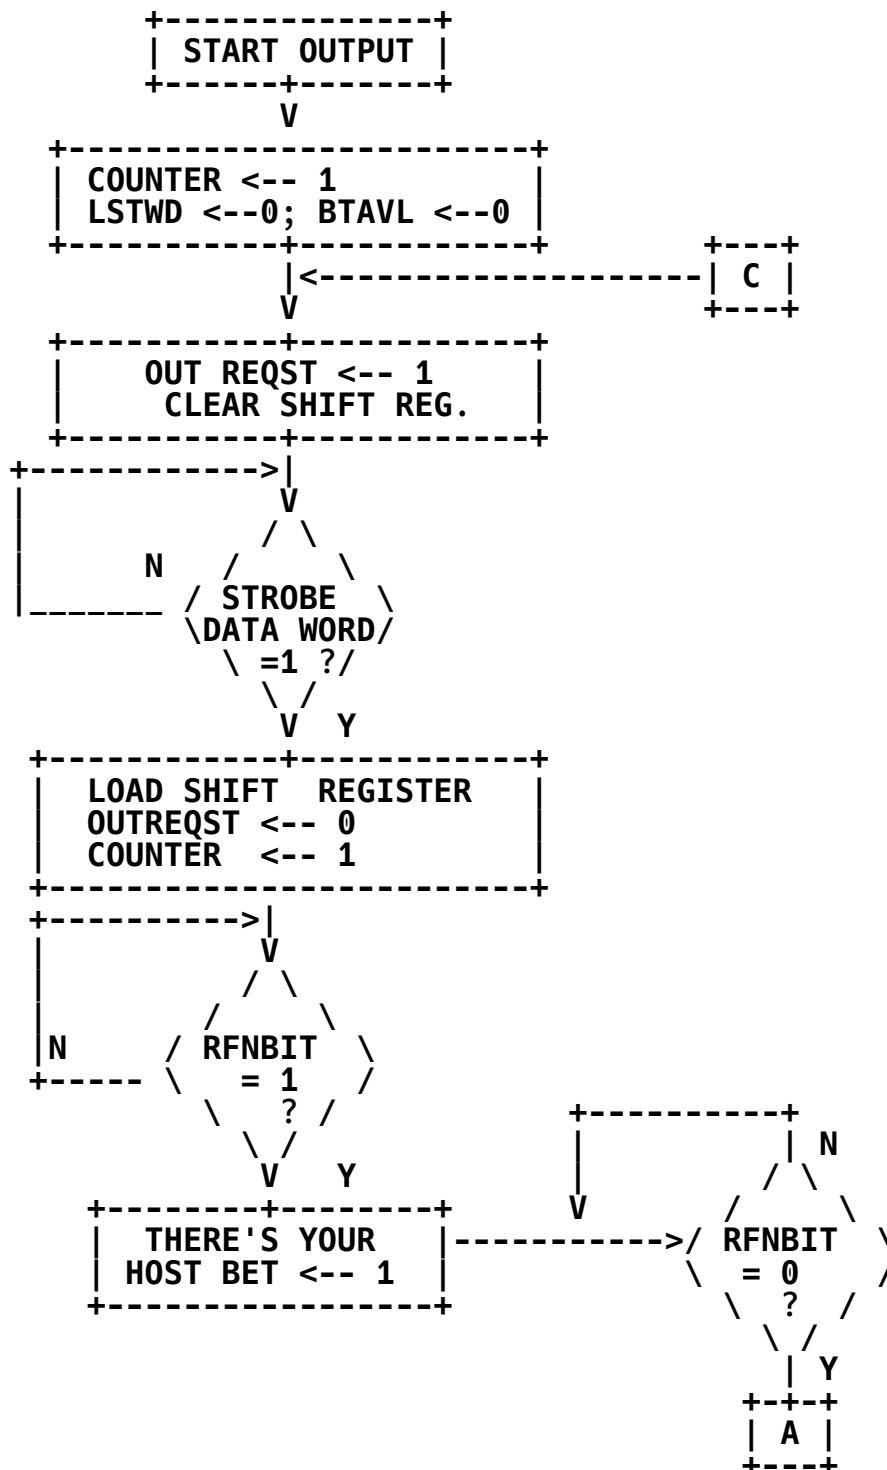 START OUTPUT
COUNTER <-- 1
LSTWD <--0; BTAVL <--0
C
OUT REQST <-- 1
CLEAR SHIFT REG.
N
STROBE
DATA WORD
=1 ?
Y
LOAD SHIFT  REGISTER
OUTREQST <-- 0
COUNTER  <-- 1
N
RFNBIT
= 1
?
Y
THERE'S YOUR
HOST BET <-- 1
N
RFNBIT
= 0
?
Y
A